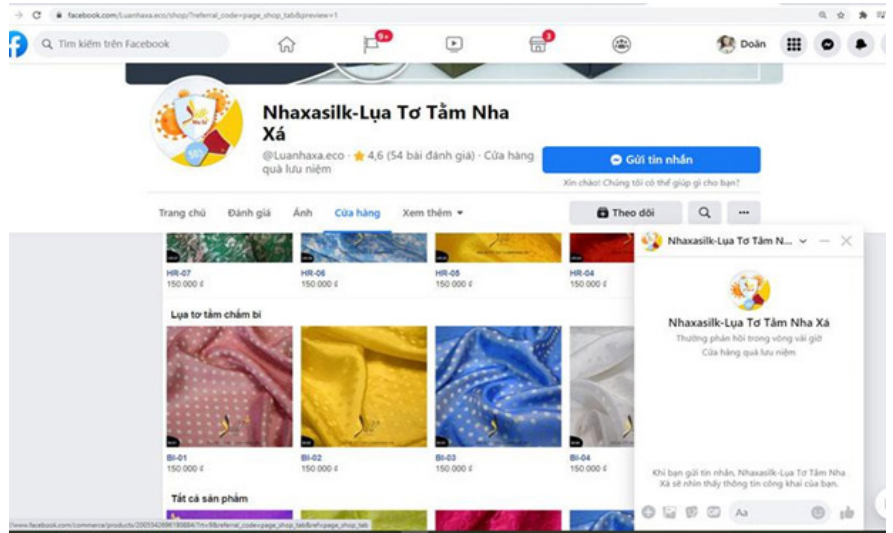 facebook.com/Luanhaxa.eco/shop/?referral_code=page_shop_tab&preview=1
Tìm kiếm trên Facebook
9+
3
Doãn
Nhaxasilk-Lụa Tơ Tằm Nha
Xá
@Luanhaxa.eco · 4,6 (54 bài đánh giá) · Cửa hàng
quà lưu niệm
Gửi tin nhắn
Xin chào! Chúng tôi có thể giúp gì cho bạn?
Trang chủ Đánh giá Ảnh Cửa hàng Xem thêm
Theo dõi
HR-07 HR-06 HR-05 HR-04
150 000 ₫ 150 000 ₫ 150 000 ₫ 150 000 ₫
Lụa tơ tằm chấm bi
BI-01 BI-02 BI-03 BI-04
150 000 ₫ 150 000 ₫ 150 000 ₫ 150 000 ₫
Tất cả sản phẩm
Nhaxasilk-Lụa Tơ Tằm N...
Nhaxasilk-Lụa Tơ Tằm Nha Xá
Thường phản hồi trong vòng vài giờ
Cửa hàng quà lưu niệm
Khi bạn gửi tin nhắn, Nhaxasilk-Lụa Tơ Tằm Nha
Xá sẽ nhìn thấy thông tin công khai của bạn.
Aa